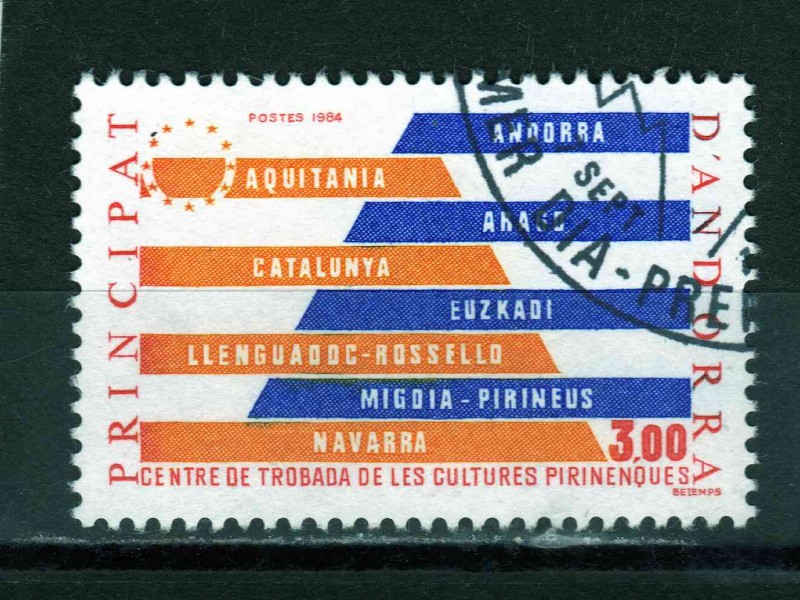 PRINCIPAT
POSTES 1984
ANDORRA
AQUITANIA
ARAGO
CATALUNYA
EUZKADI
LLENGUADOC-ROSSELLO
MIGDIA - PIRINEUS
NAVARRA
3,00
CENTRE DE TROBADA DE LES CULTURES PIRINENQUES
D'ANDORRA
BETEMPS
SEPT
MER DIA - PRE